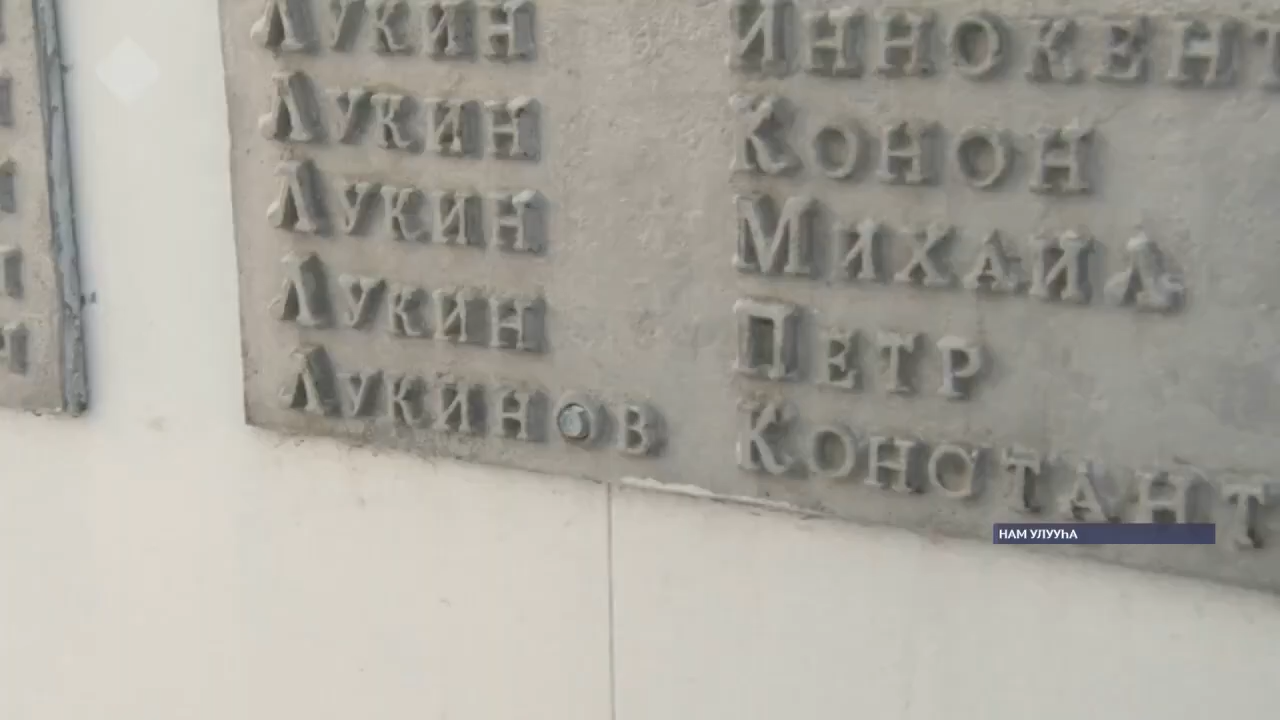 Лукин Иннокент
Лукин Конон
Лукин Михаил
Лукин Петр
Лукинов Констант
НАМ УЛУУҺА